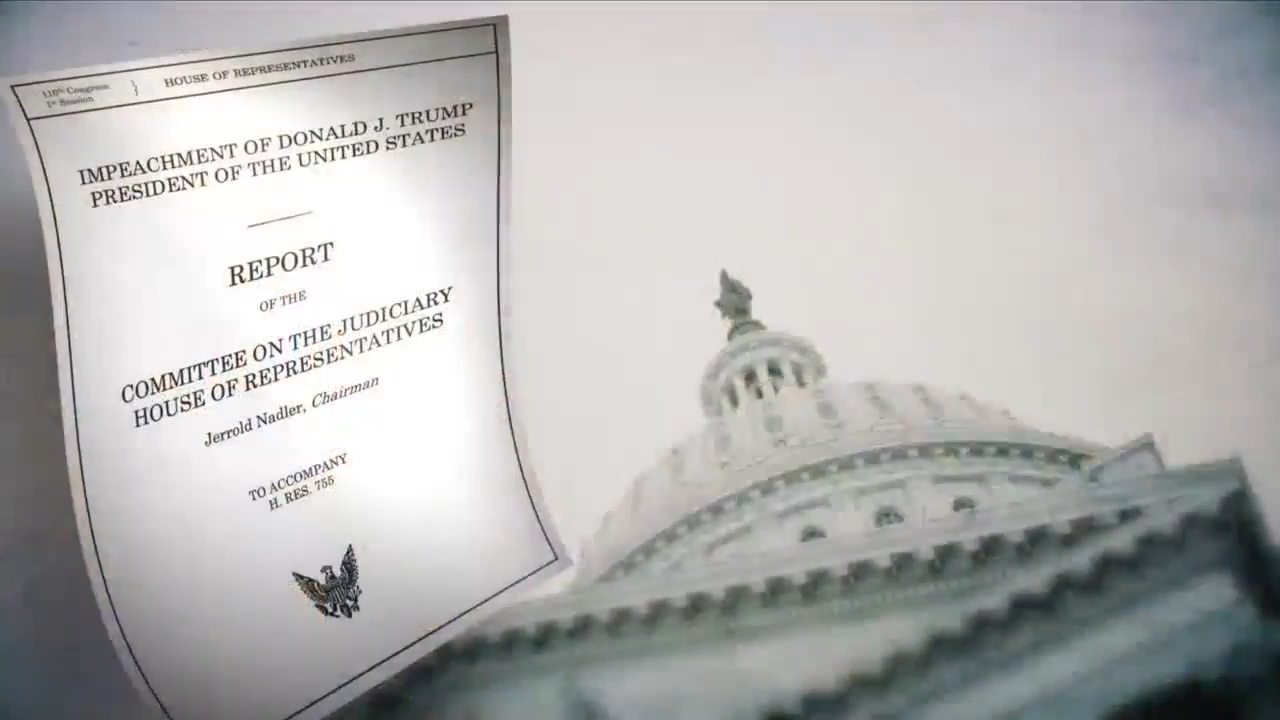 116th Congress
1st Session
} HOUSE OF REPRESENTATIVES
IMPEACHMENT OF DONALD J. TRUMP
PRESIDENT OF THE UNITED STATES
REPORT
OF THE
COMMITTEE ON THE JUDICIARY
HOUSE OF REPRESENTATIVES
Jerrold Nadler, Chairman
TO ACCOMPANY
H. RES. 755